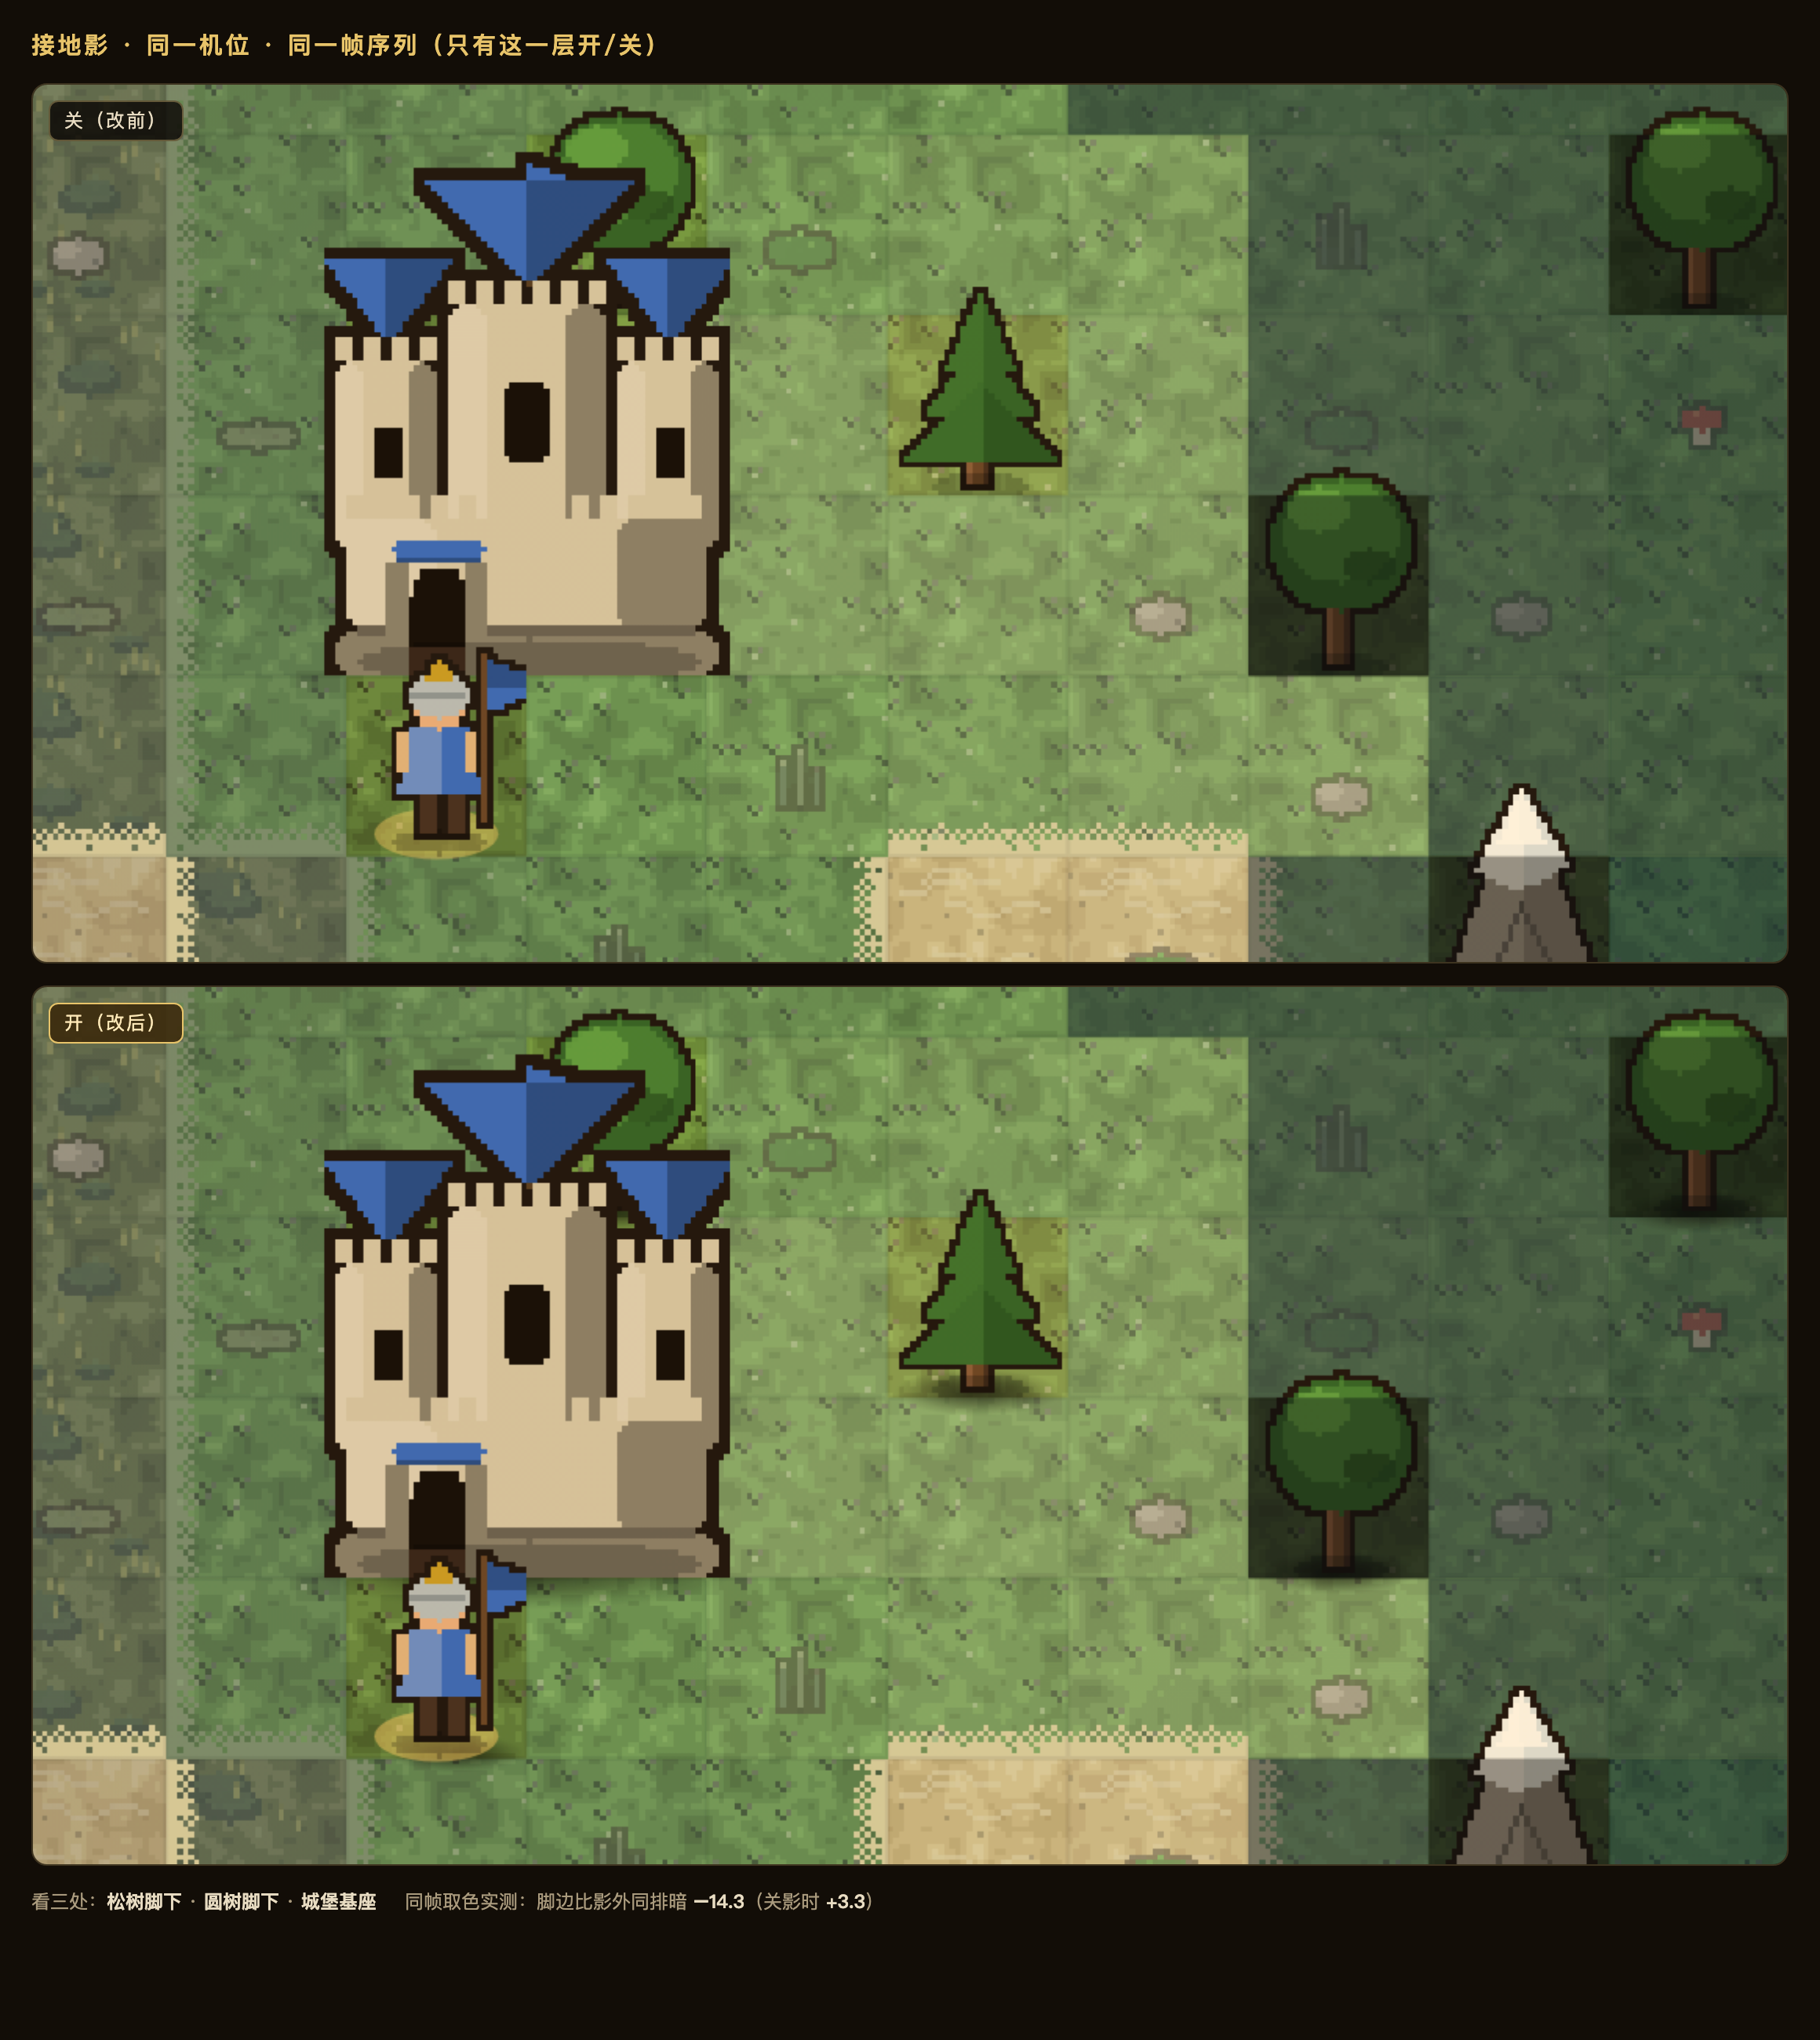 接地影 · 同一机位 · 同一帧序列（只有这一层开/关）
关（改前）
开（改后）
看三处：松树脚下 · 圆树脚下 · 城堡基座 同帧取色实测：脚边比影外同排暗 −14.3（关影时 +3.3）